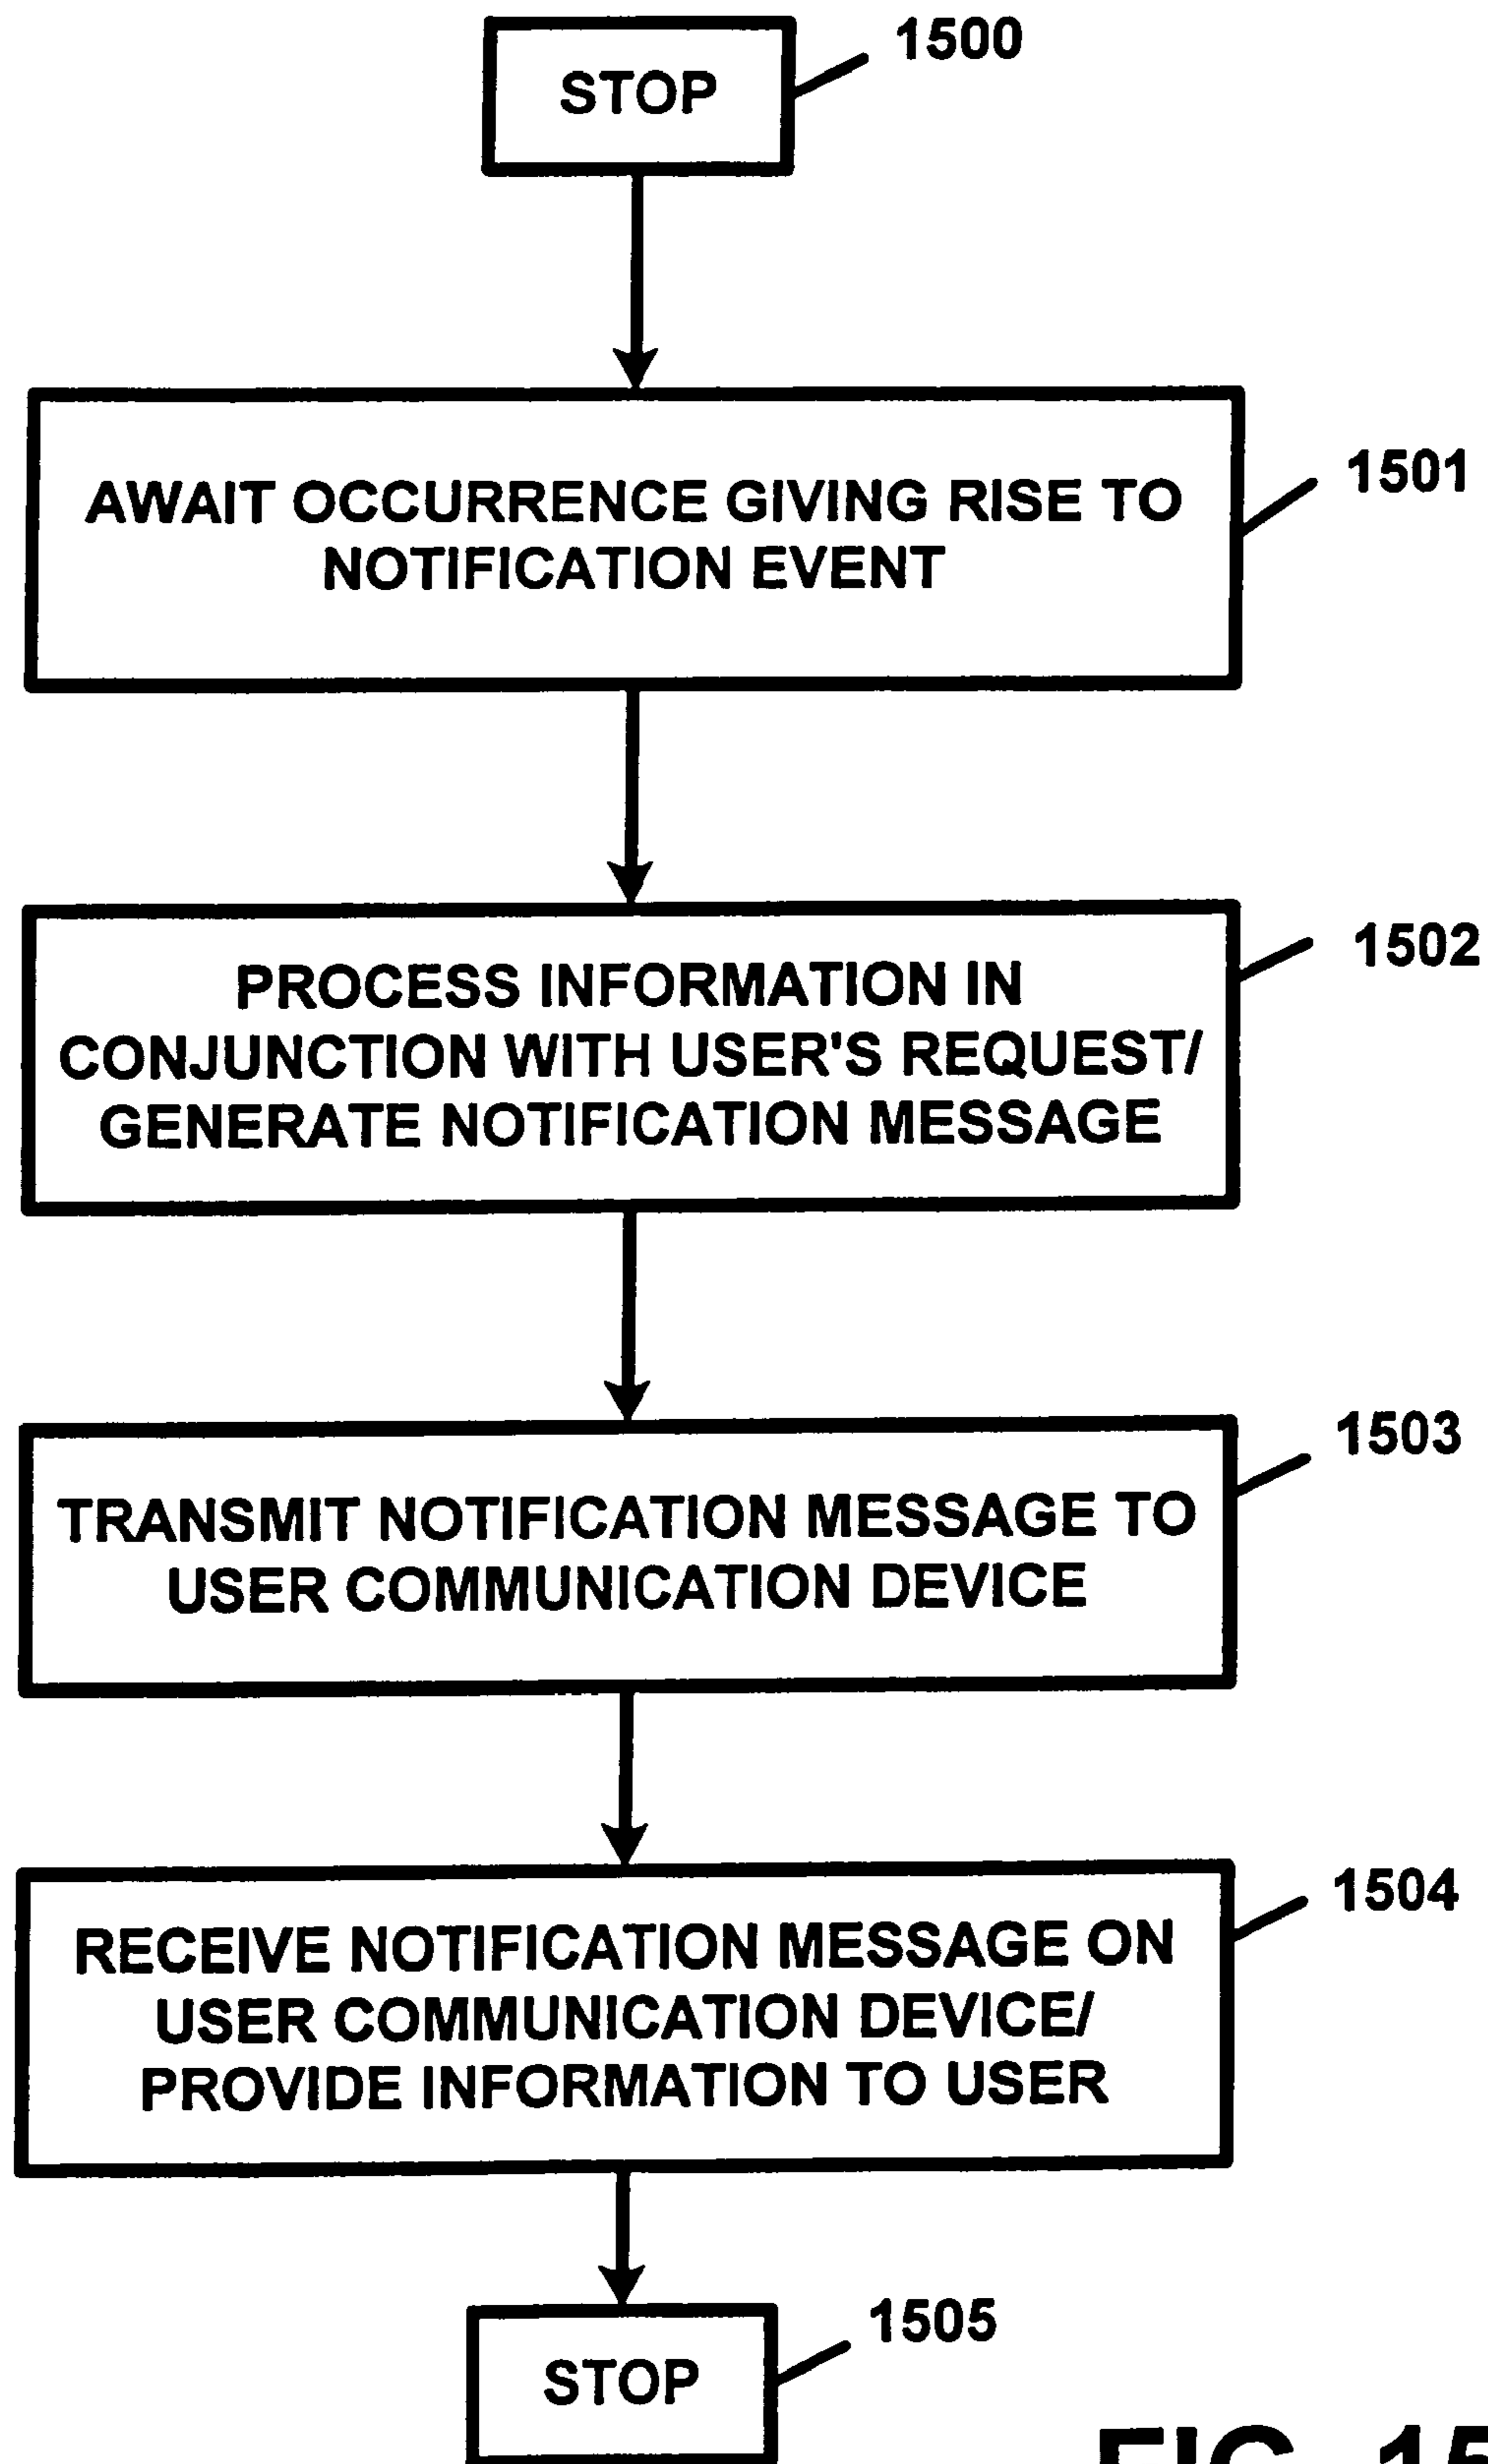 STOP
1500
AWAIT OCCURRENCE GIVING RISE TO
NOTIFICATION EVENT
1501
PROCESS INFORMATION IN
CONJUNCTION WITH USER'S REQUEST/
GENERATE NOTIFICATION MESSAGE
1502
TRANSMIT NOTIFICATION MESSAGE TO
USER COMMUNICATION DEVICE
1503
RECEIVE NOTIFICATION MESSAGE ON
USER COMMUNICATION DEVICE/
PROVIDE INFORMATION TO USER
1504
STOP
1505
FIG. 15